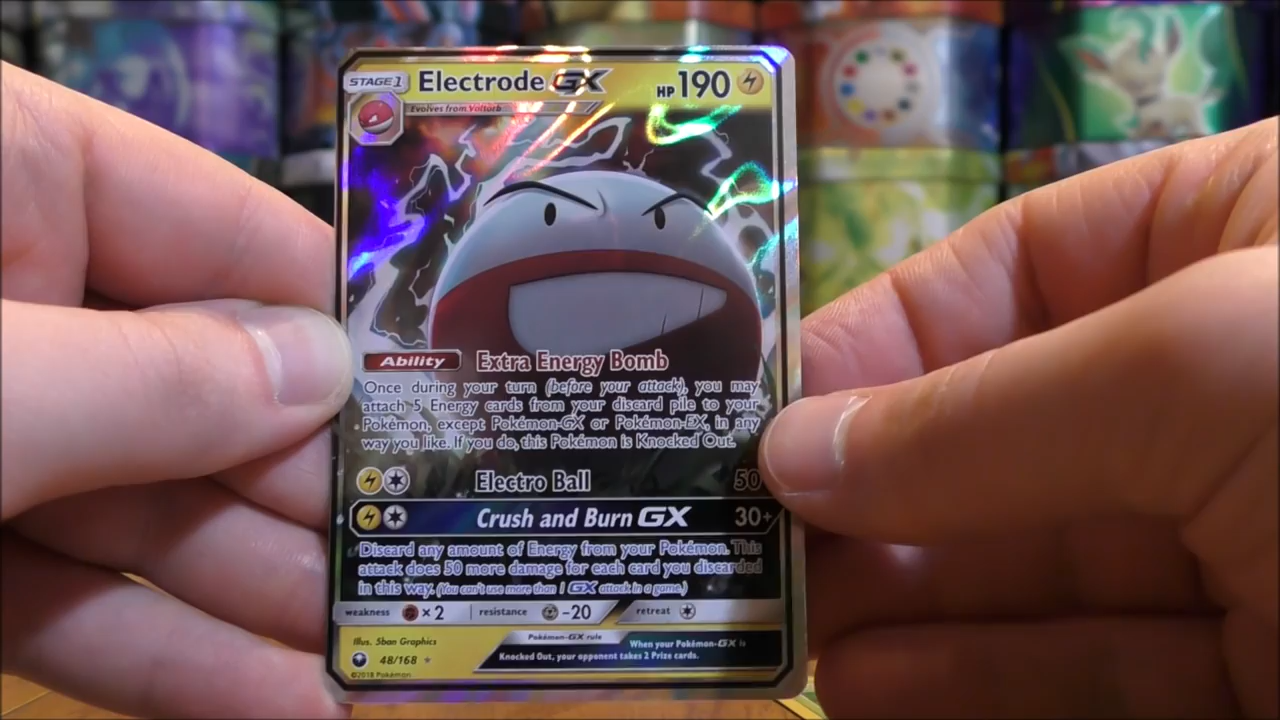 STAGE 1 Electrode GX HP 190
Evolves from Voltorb
Ability Extra Energy Bomb
Once during your turn (before your attack), you may
attach 5 Energy cards from your discard pile to your
Pokémon, except Pokémon-GX or Pokémon-EX, in any
way you like. If you do, this Pokémon is Knocked Out.
Electro Ball 50
Crush and Burn GX 30+
Discard any amount of Energy from your Pokémon. This
attack does 50 more damage for each card you discarded
in this way. (You can't use more than 1 GX attack in a game.)
weakness ×2 resistance -20 retreat
Illus. 5ban Graphics
48/168
©2018 Pokémon
Pokémon-GX rule
When your Pokémon-GX is
Knocked Out, your opponent takes 2 Prize cards.